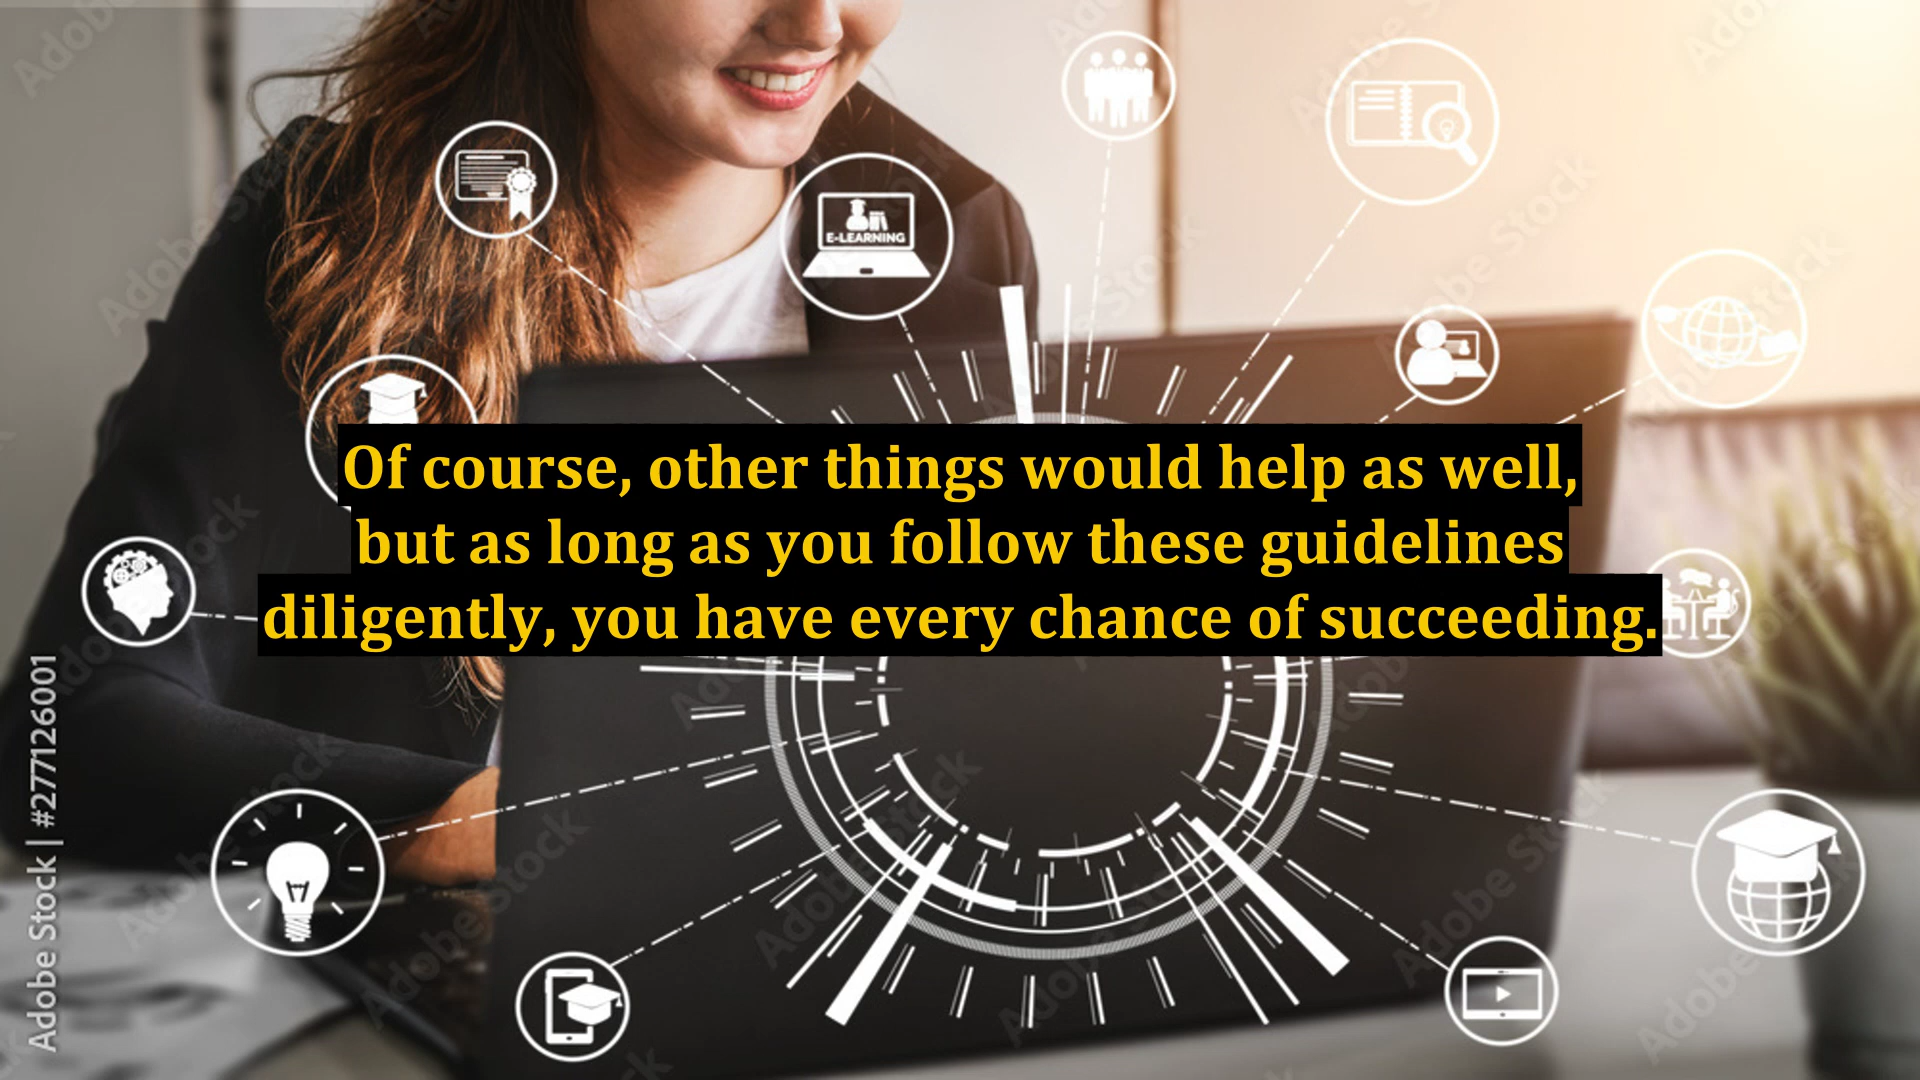 E-LEARNING
Of course, other things would help as well,
but as long as you follow these guidelines
diligently, you have every chance of succeeding.
Adobe Stock | #277126001